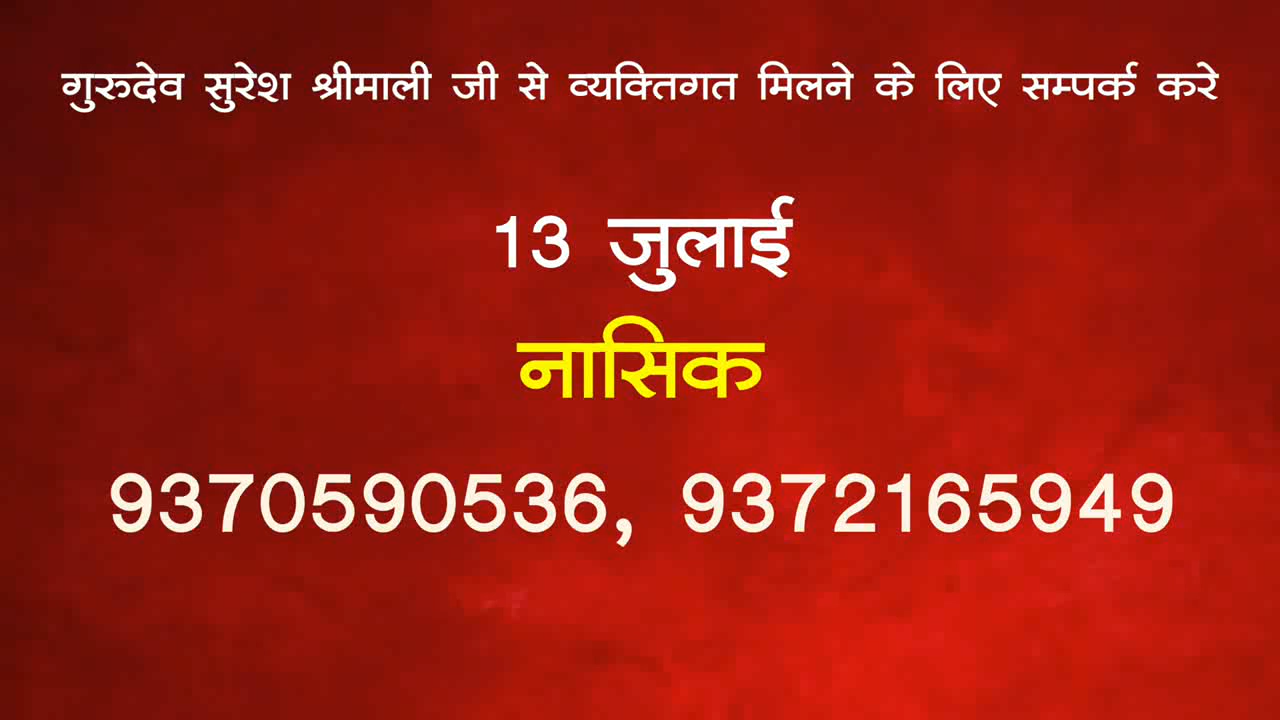 गुरुदेव सुरेश श्रीमाली जी से व्यक्तिगत मिलने के लिए सम्पर्क करे
13 जुलाई
नासिक
9370590536, 9372165949